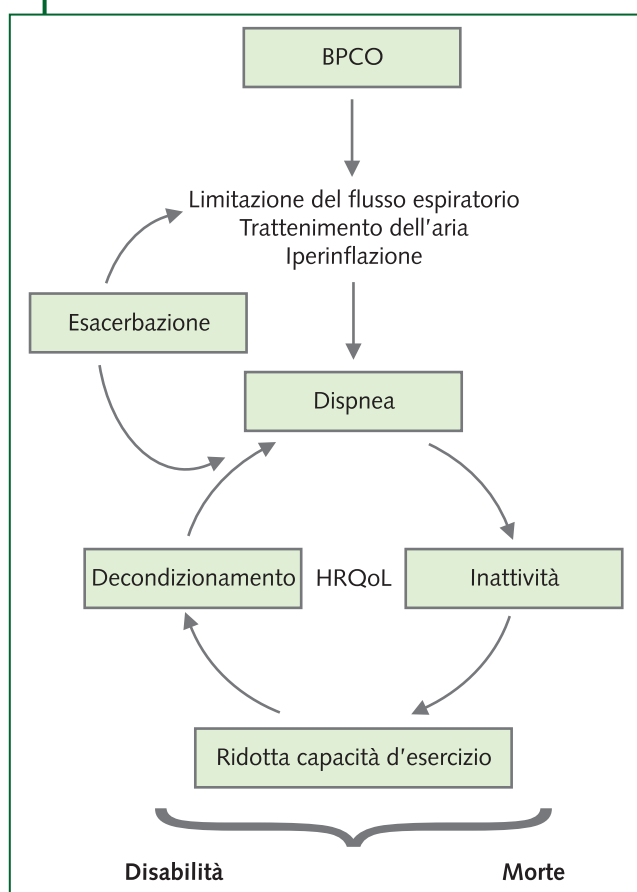 BPCO
Limitazione del flusso espiratorio
Trattenimento dell'aria
Iperinflazione
Esacerbazione
Dispnea
Decondizionamento
HRQoL
Inattività
Ridotta capacità d'esercizio
Disabilità
Morte